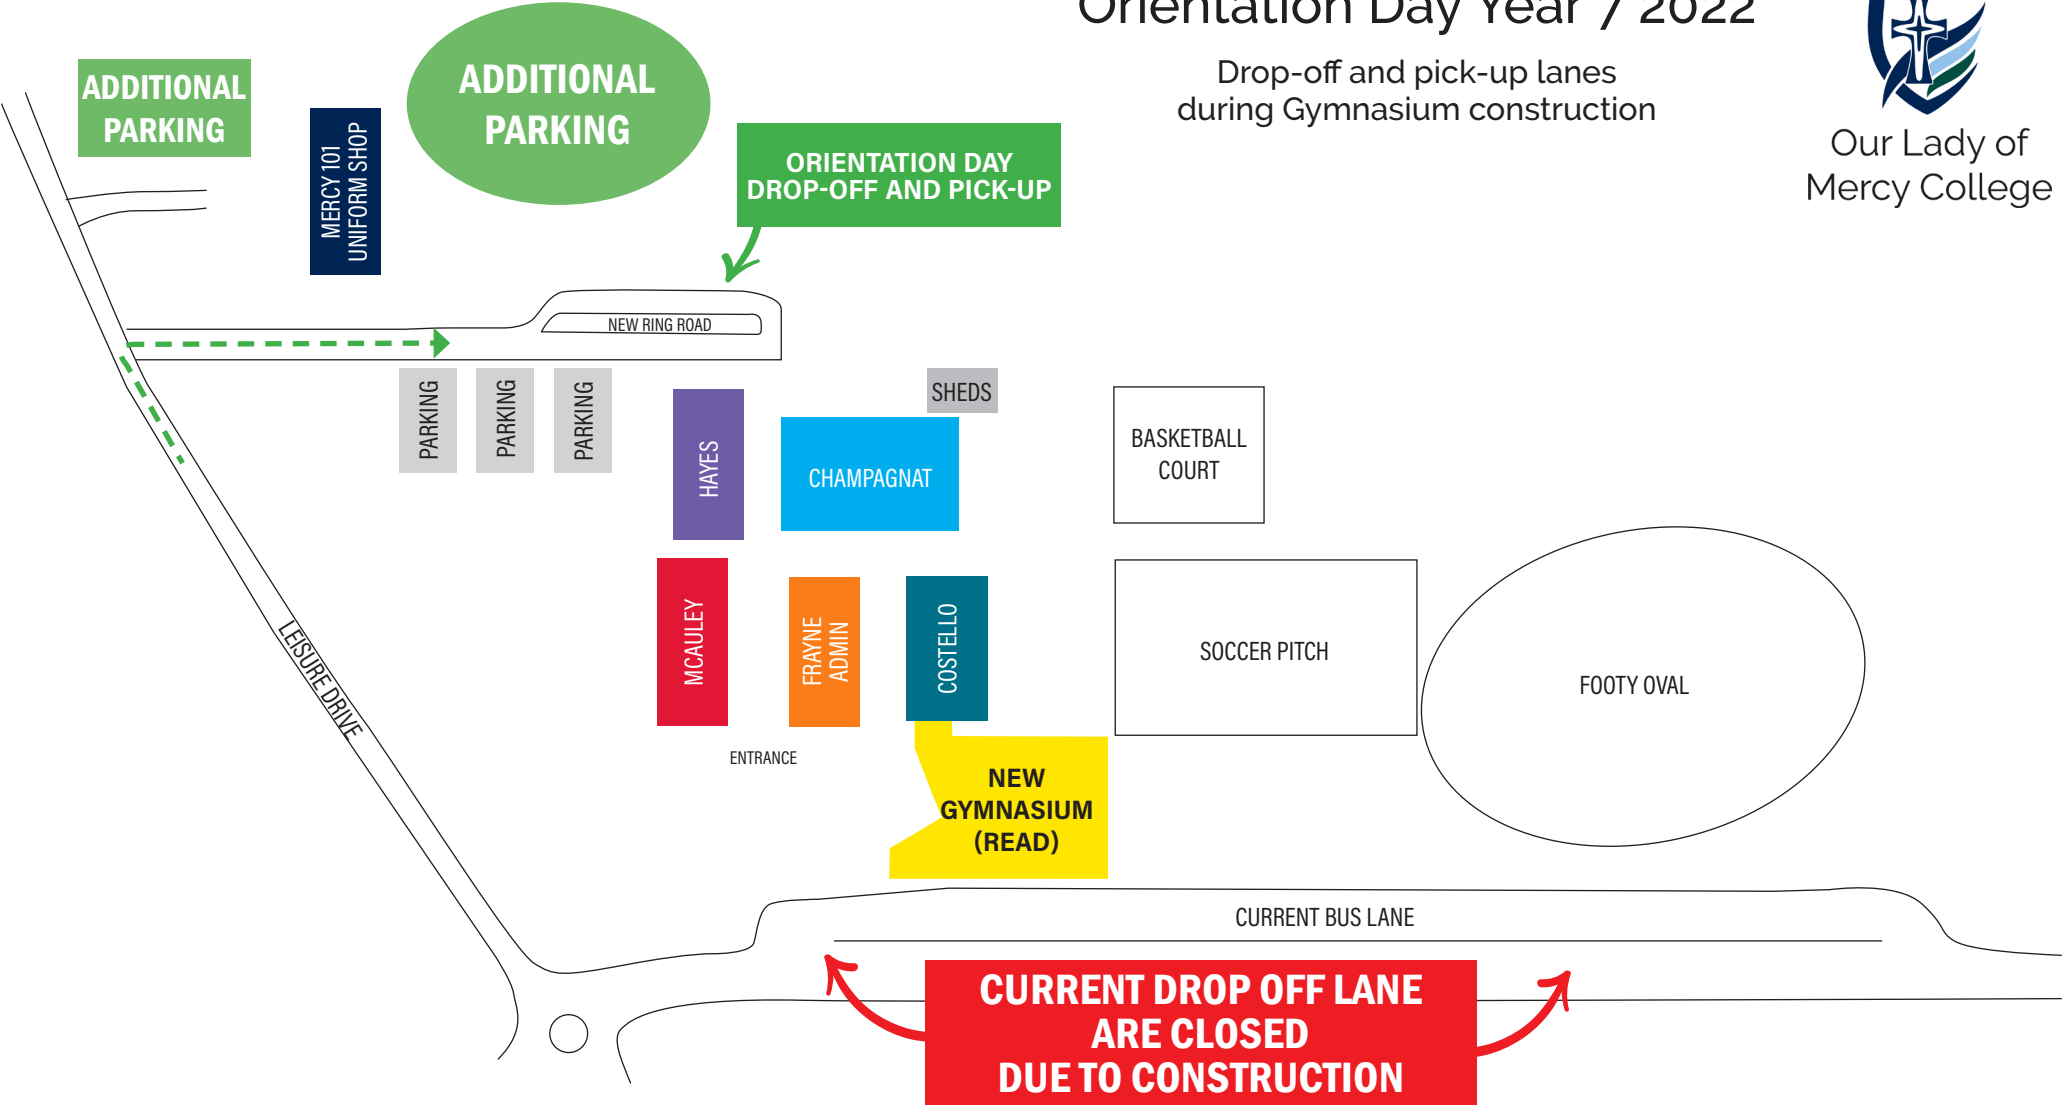 Orientation Day Year 7 2022
Drop-off and pick-up lanes
during Gymnasium construction
Our Lady of
Mercy College
ADDITIONAL
PARKING
ADDITIONAL
PARKING
MERCY 101
UNIFORM SHOP
ORIENTATION DAY
DROP-OFF AND PICK-UP
NEW RING ROAD
PARKING
PARKING
PARKING
HAYES
SHEDS
CHAMPAGNAT
BASKETBALL
COURT
MCAULEY
FRAYNE
ADMIN
COSTELLO
SOCCER PITCH
FOOTY OVAL
LEISURE DRIVE
ENTRANCE
NEW
GYMNASIUM
(READ)
CURRENT BUS LANE
CURRENT DROP OFF LANE
ARE CLOSED
DUE TO CONSTRUCTION